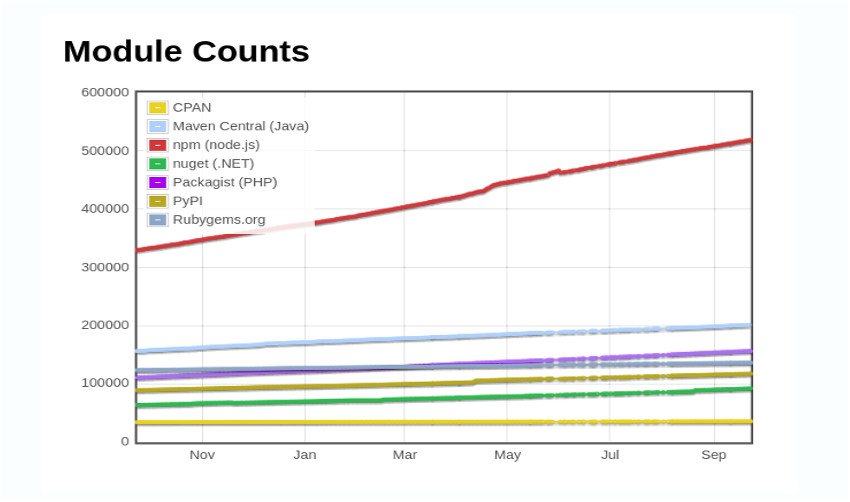 Module Counts
600000
500000
400000
300000
200000
100000
0
CPAN
Maven Central (Java)
npm (node.js)
nuget (.NET)
Packagist (PHP)
PyPI
Rubygems.org
Nov Jan Mar May Jul Sep